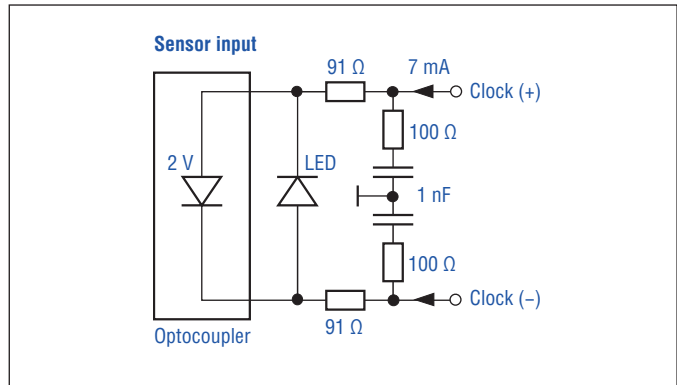 Sensor input
91 Ω
7 mA
Clock (+)
100 Ω
2 V
LED
1 nF
100 Ω
Clock (−)
91 Ω
Optocoupler